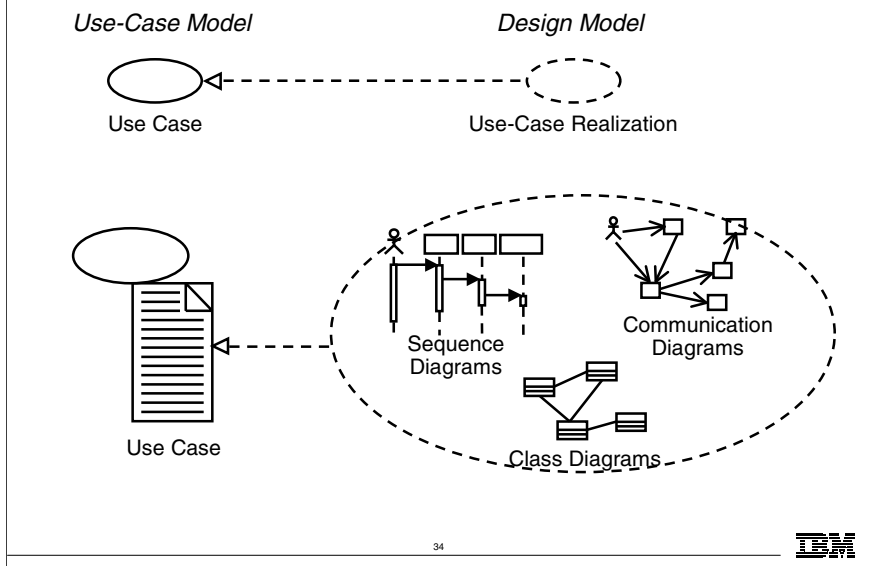 Use-Case Model
Design Model
Use Case
Use-Case Realization
Sequence
Diagrams
Communication
Diagrams
Use Case
Class Diagrams
34
IBM